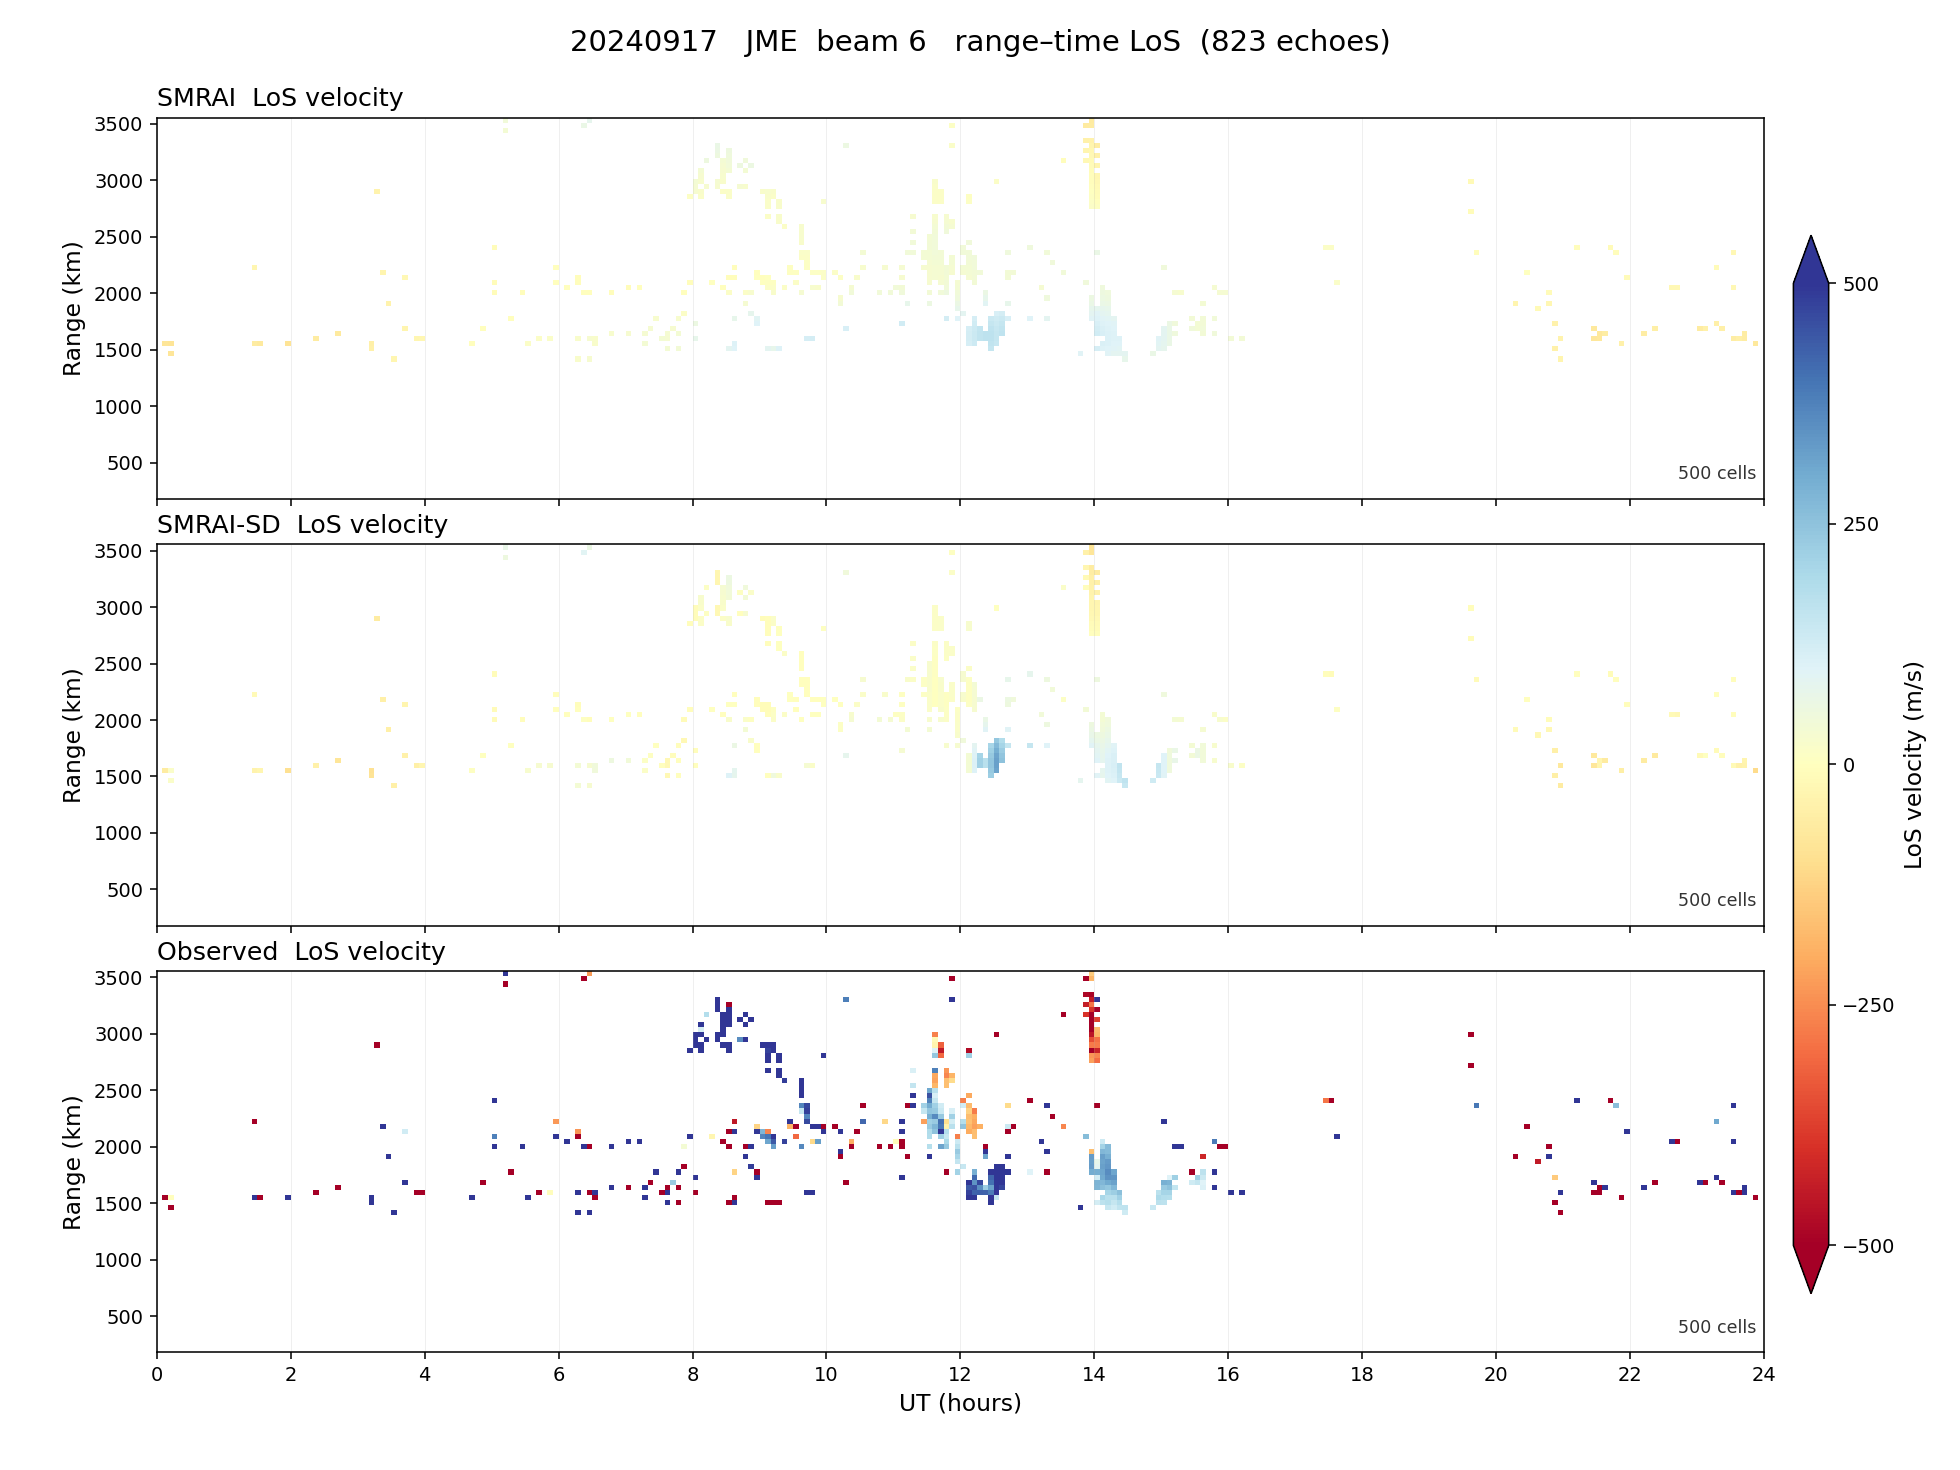 20240917   JME  beam 6   range–time LoS  (823 echoes)
SMRAI  LoS velocity
3500
3000
2500
2000
1500
1000
500
Range (km)
500 cells
SMRAI-SD  LoS velocity
3500
3000
2500
2000
1500
1000
500
Range (km)
500 cells
Observed  LoS velocity
3500
3000
2500
2000
1500
1000
500
Range (km)
500 cells
0 2 4 6 8 10 12 14 16 18 20 22 24
UT (hours)
500
250
0
−250
−500
LoS velocity (m/s)